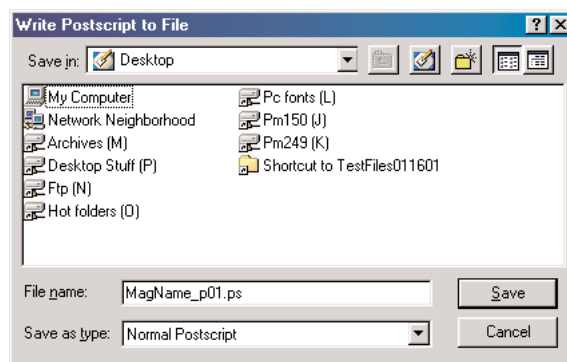 Write Postscript to File
Save in: Desktop
My Computer
Network Neighborhood
Archives (M)
Desktop Stuff (P)
Ftp (N)
Hot folders (O)
Pc fonts (L)
Pm150 (J)
Pm249 (K)
Shortcut to TestFiles011601
File name: MagName_p01.ps
Save
Save as type: Normal Postscript
Cancel